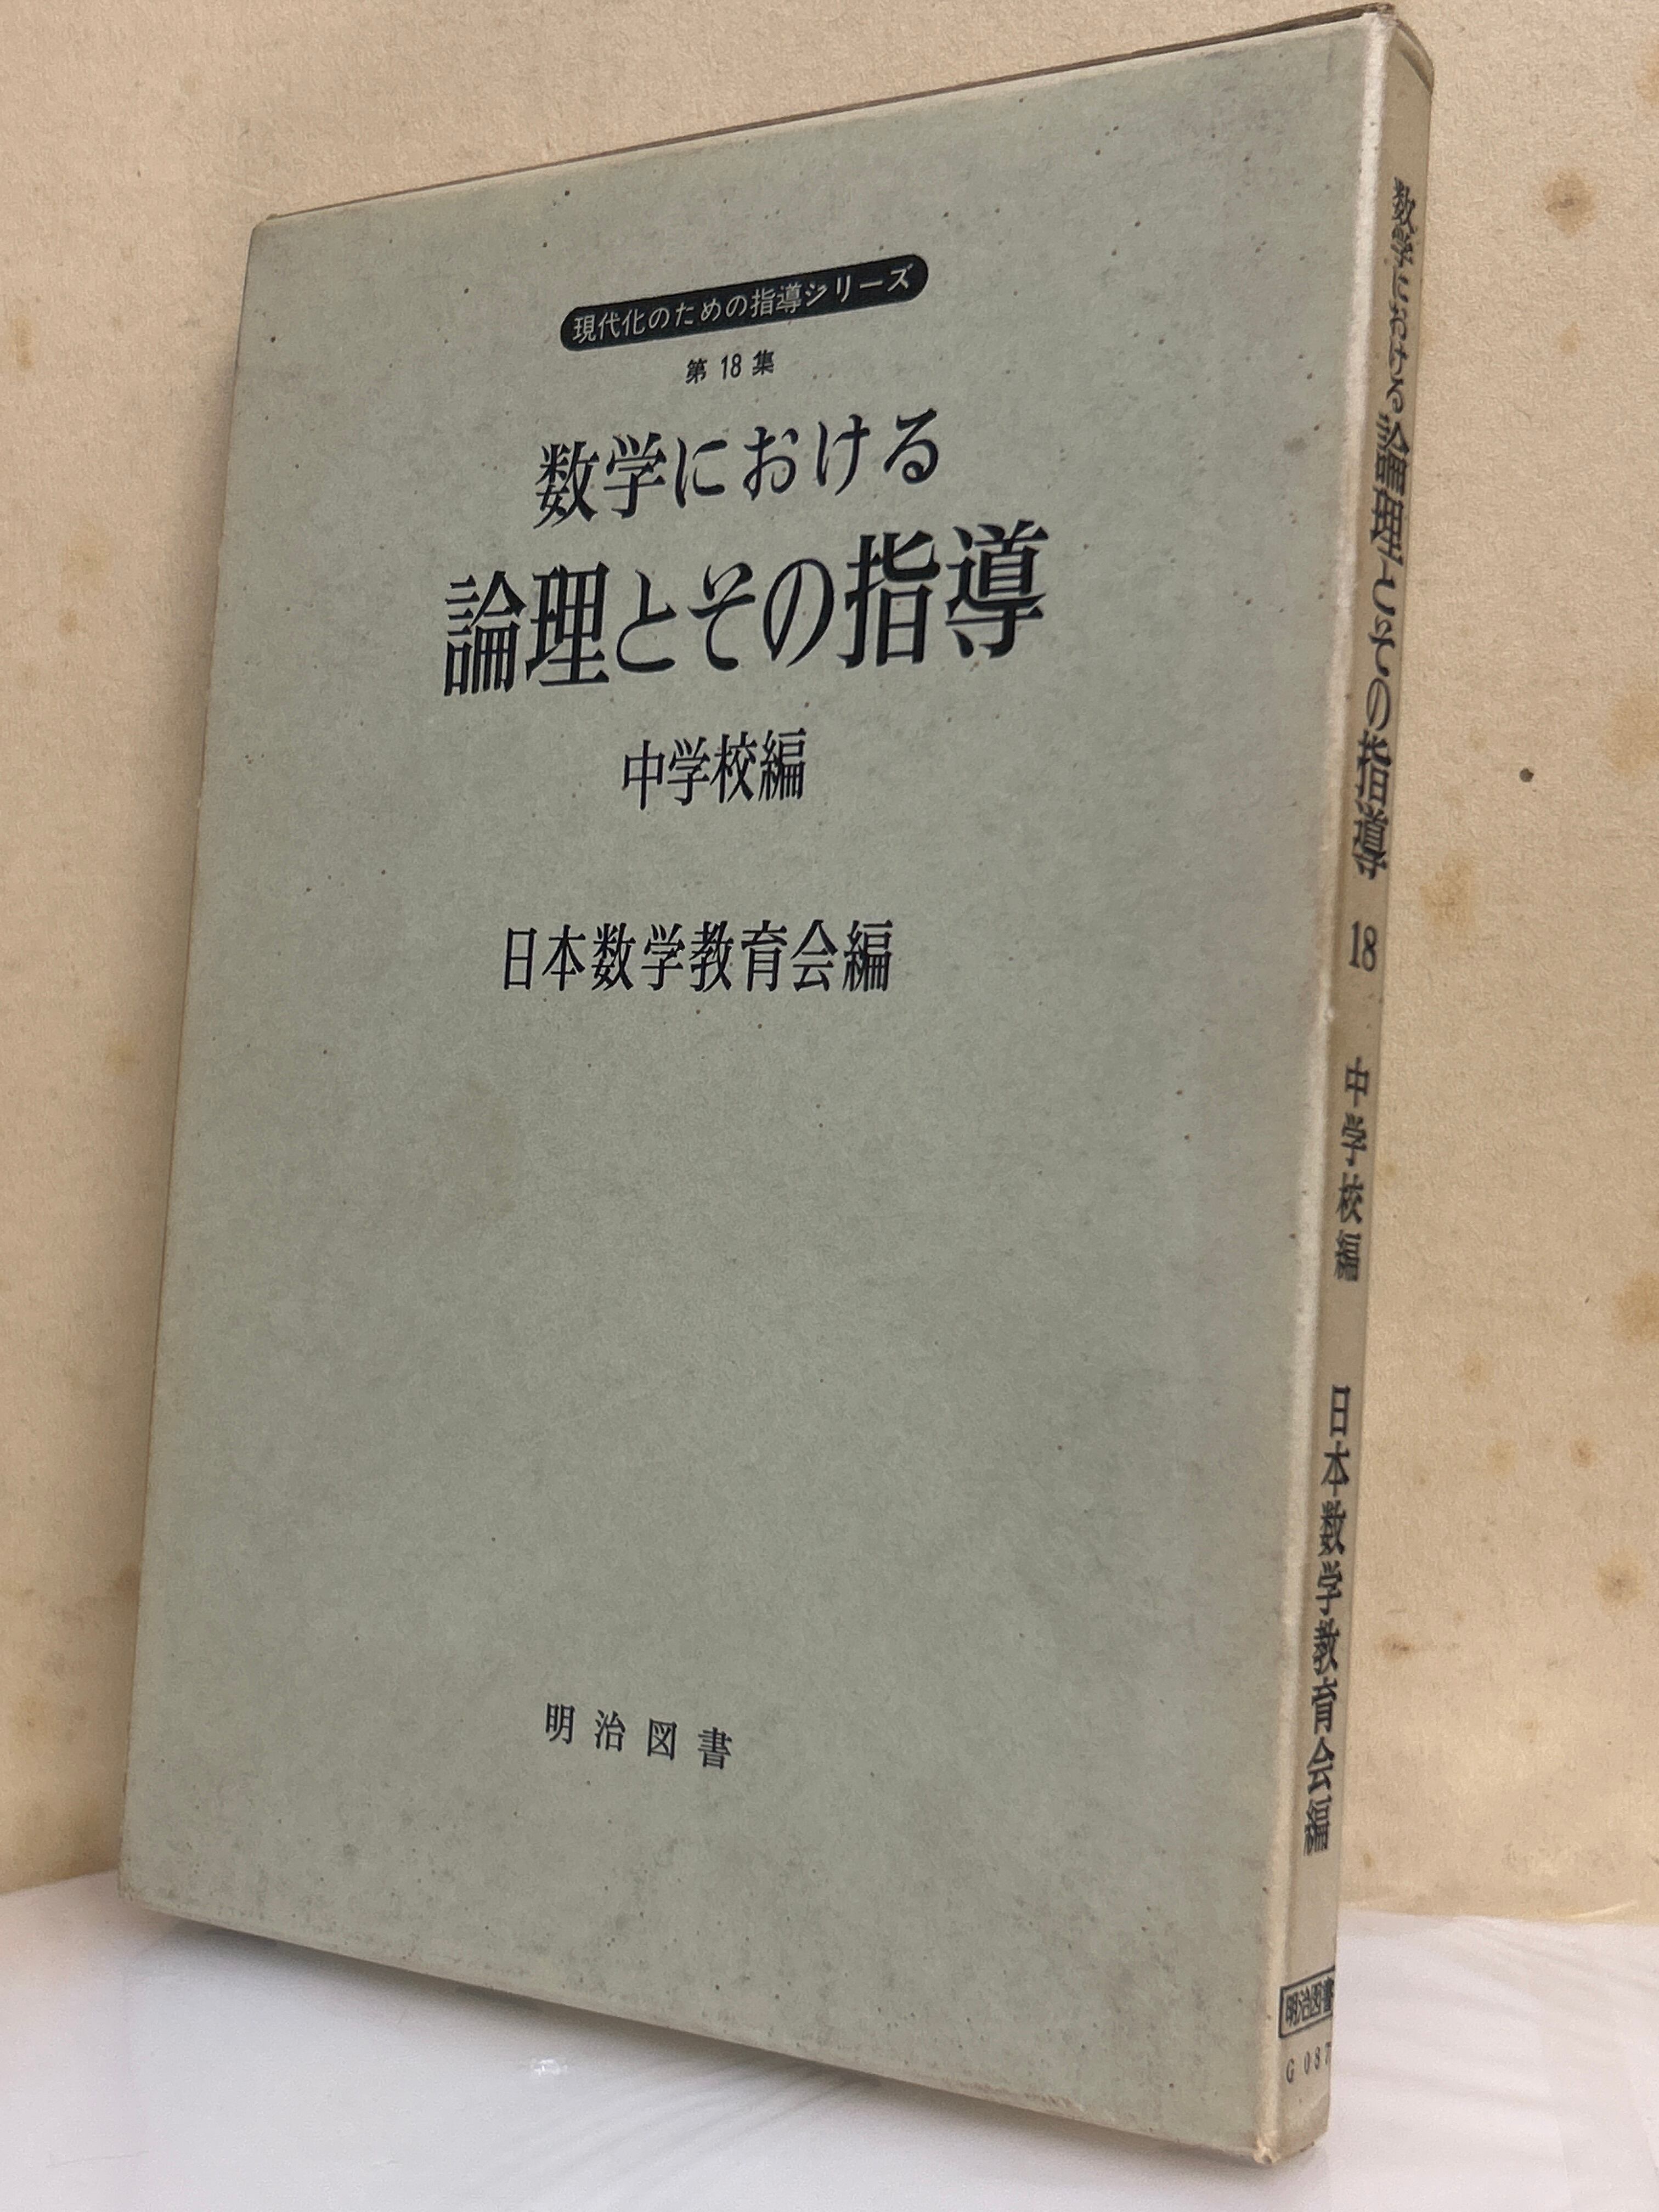 現代化のための指導シリーズ
第 18 集
数学における
論理とその指導
中学校編
日本数学教育会編
明治図書
数学における論理とその指導 18 中学校編 日本数学教育会編
明治図書
G 087